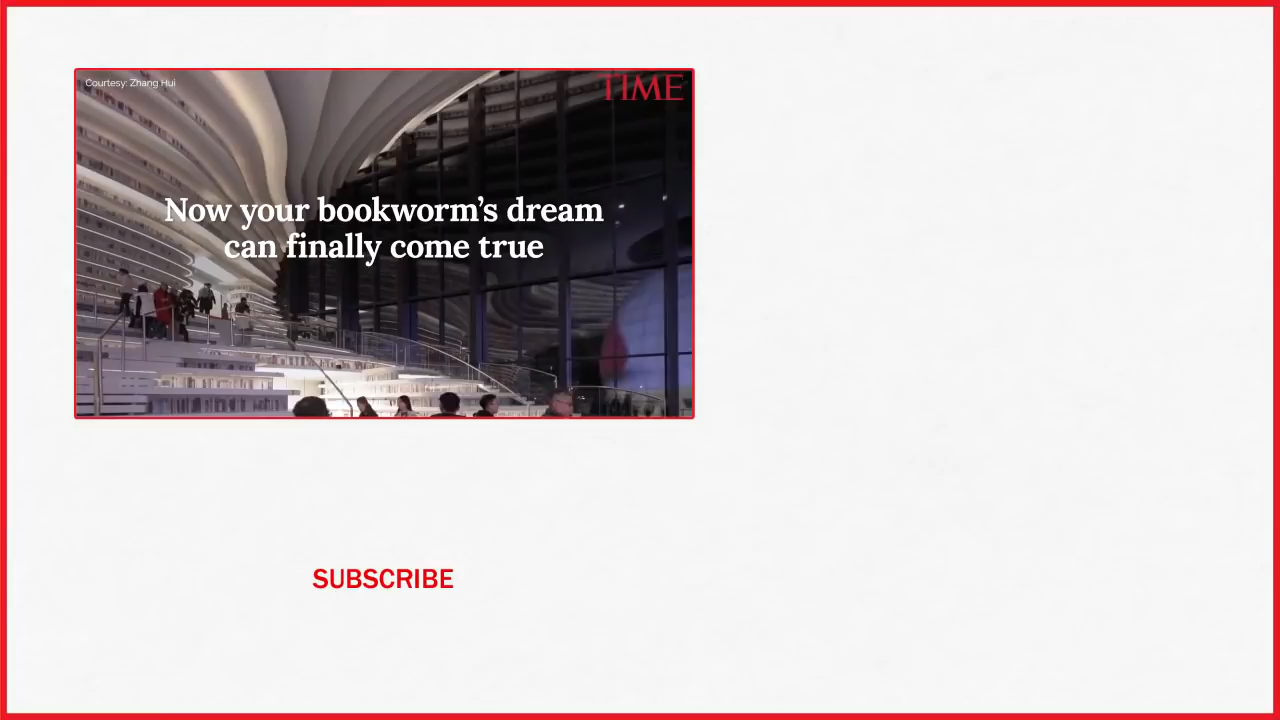 Courtesy: Zhang Hui
TIME
Now your bookworm’s dream
can finally come true
SUBSCRIBE